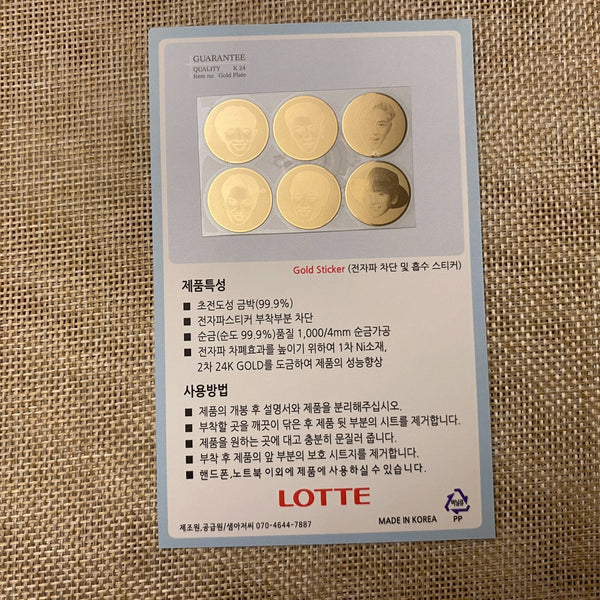 GUARANTEE
QUALITY K 24
Item no Gold Plate
Gold Sticker (전자파 차단 및 흡수 스티커)
제품특성
■ 초전도성 금박(99.9%)
■ 전자파스티커 부착부분 차단
■ 순금(순도 99.9%)품질 1,000/4mm 순금가공
■ 전자파 차폐효과를 높이기 위하여 1차 Ni소재,
2차 24K GOLD를 도금하여 제품의 성능향상
사용방법
■ 제품의 개봉 후 설명서와 제품을 분리해주십시오.
■ 부착할 곳을 깨끗이 닦은 후 제품 뒷 부분의 시트를 제거합니다.
■ 제품을 원하는 곳에 대고 충분히 문질러 줍니다.
■ 부착 후 제품의 앞 부분의 보호 시트지를 제거합니다.
■ 핸드폰,노트북 이외에 제품에 사용하실 수 있습니다.
LOTTE
비닐류
제조원,공급원/샘아저씨 070-4644-7887
MADE IN KOREA
PP